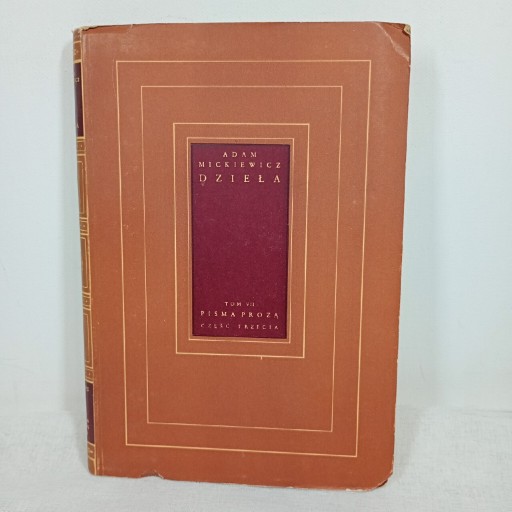 ADAM
MICKIEWICZ
DZIEŁA
TOM VII
PISMA PROZĄ
CZĘŚĆ TRZECIA